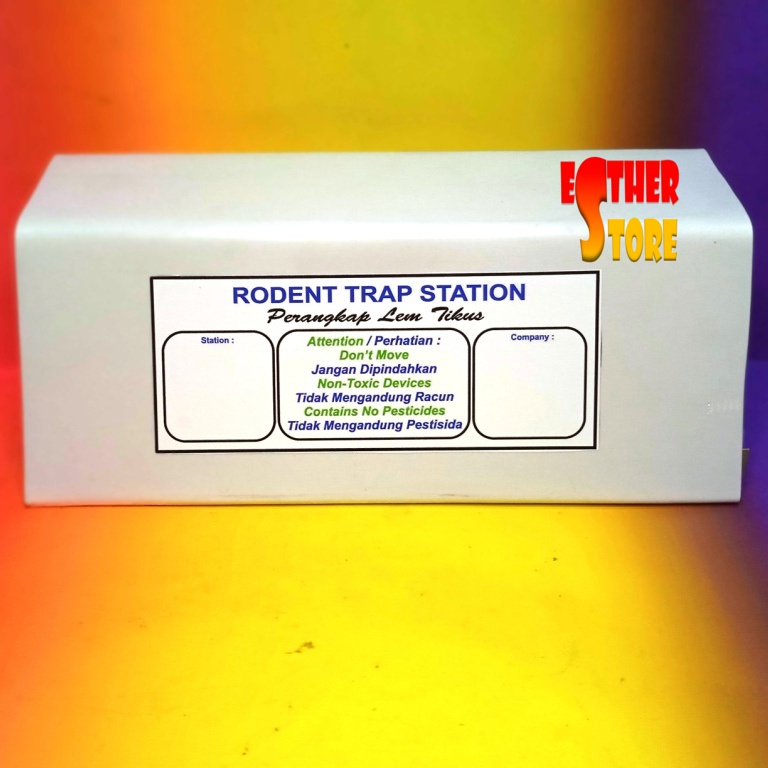 ESTHER
STORE
RODENT TRAP STATION
Perangkap Lem Tikus
Station :
Attention / Perhatian :
Don't Move
Jangan Dipindahkan
Non-Toxic Devices
Tidak Mengandung Racun
Contains No Pesticides
Tidak Mengandung Pestisida
Company :